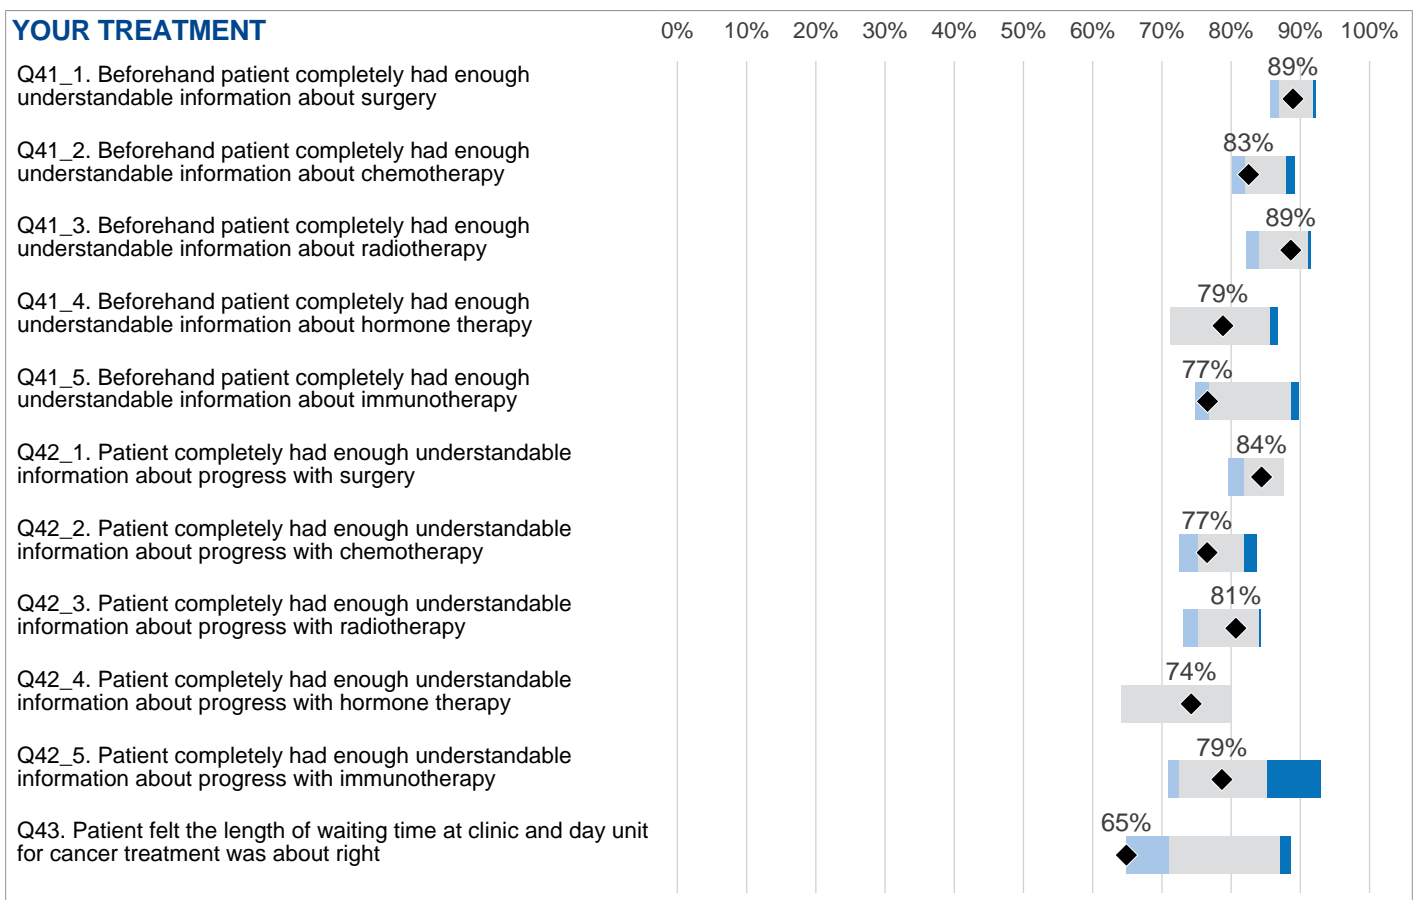 YOUR TREATMENT
0% 10% 20% 30% 40% 50% 60% 70% 80% 90% 100%
Q41_1. Beforehand patient completely had enough
understandable information about surgery
89%
Q41_2. Beforehand patient completely had enough
understandable information about chemotherapy
83%
Q41_3. Beforehand patient completely had enough
understandable information about radiotherapy
89%
Q41_4. Beforehand patient completely had enough
understandable information about hormone therapy
79%
Q41_5. Beforehand patient completely had enough
understandable information about immunotherapy
77%
Q42_1. Patient completely had enough understandable
information about progress with surgery
84%
Q42_2. Patient completely had enough understandable
information about progress with chemotherapy
77%
Q42_3. Patient completely had enough understandable
information about progress with radiotherapy
81%
Q42_4. Patient completely had enough understandable
information about progress with hormone therapy
74%
Q42_5. Patient completely had enough understandable
information about progress with immunotherapy
79%
Q43. Patient felt the length of waiting time at clinic and day unit
for cancer treatment was about right
65%